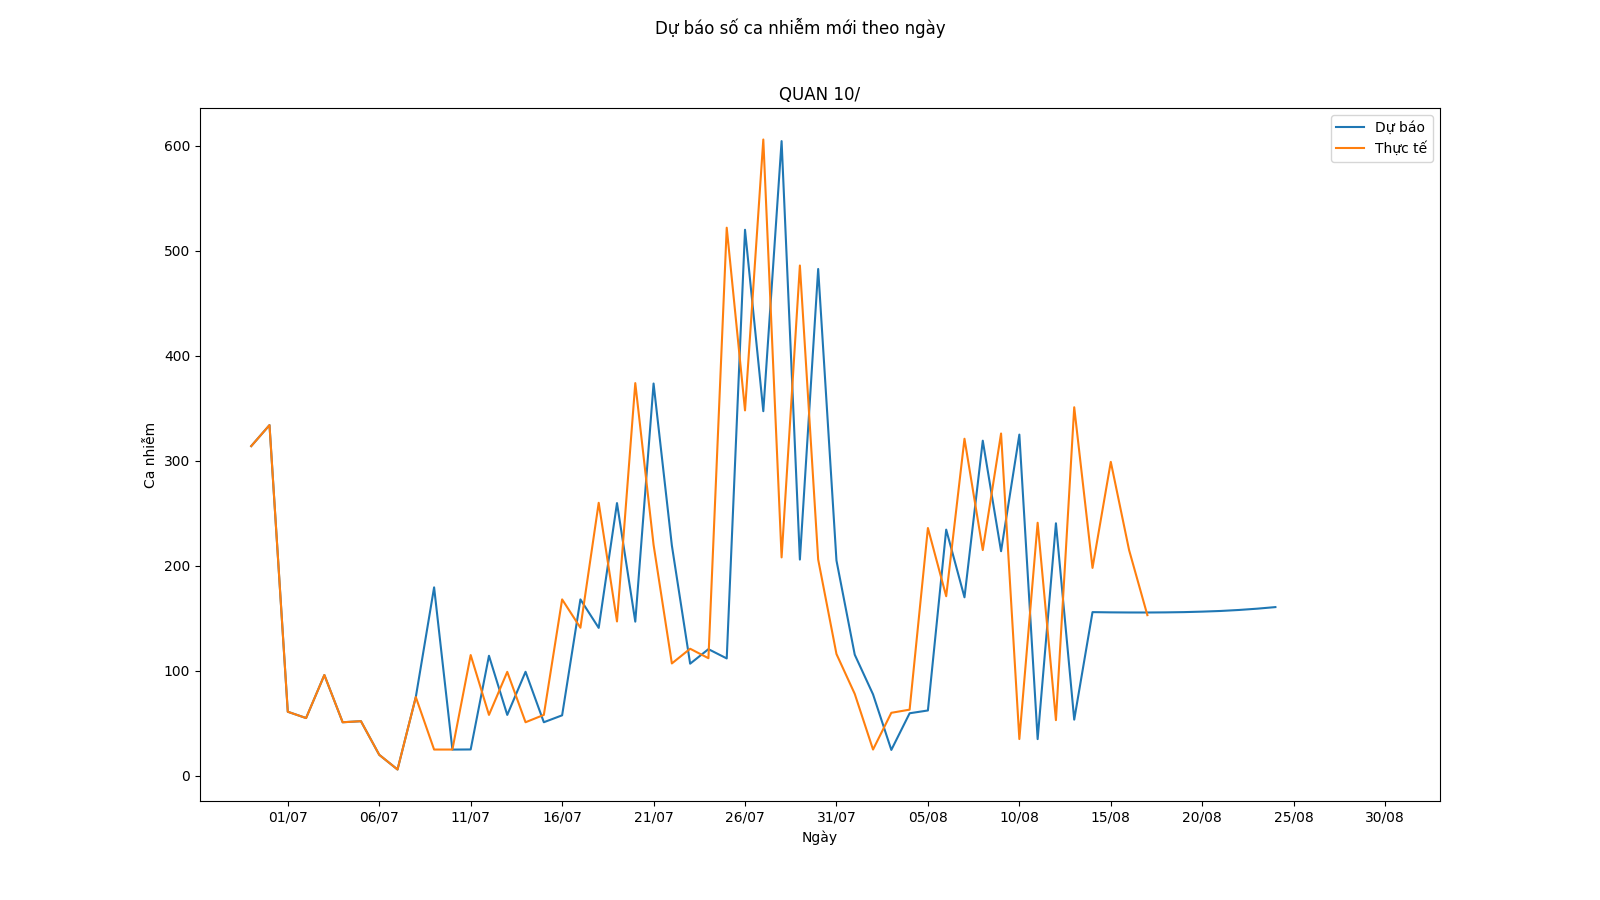 Dự báo số ca nhiễm mới theo ngày
QUAN 10/
Dự báo
Thực tế
600
500
400
300
200
100
0
Ca nhiễm
01/07 06/07 11/07 16/07 21/07 26/07 31/07 05/08 10/08 15/08 20/08 25/08 30/08
Ngày